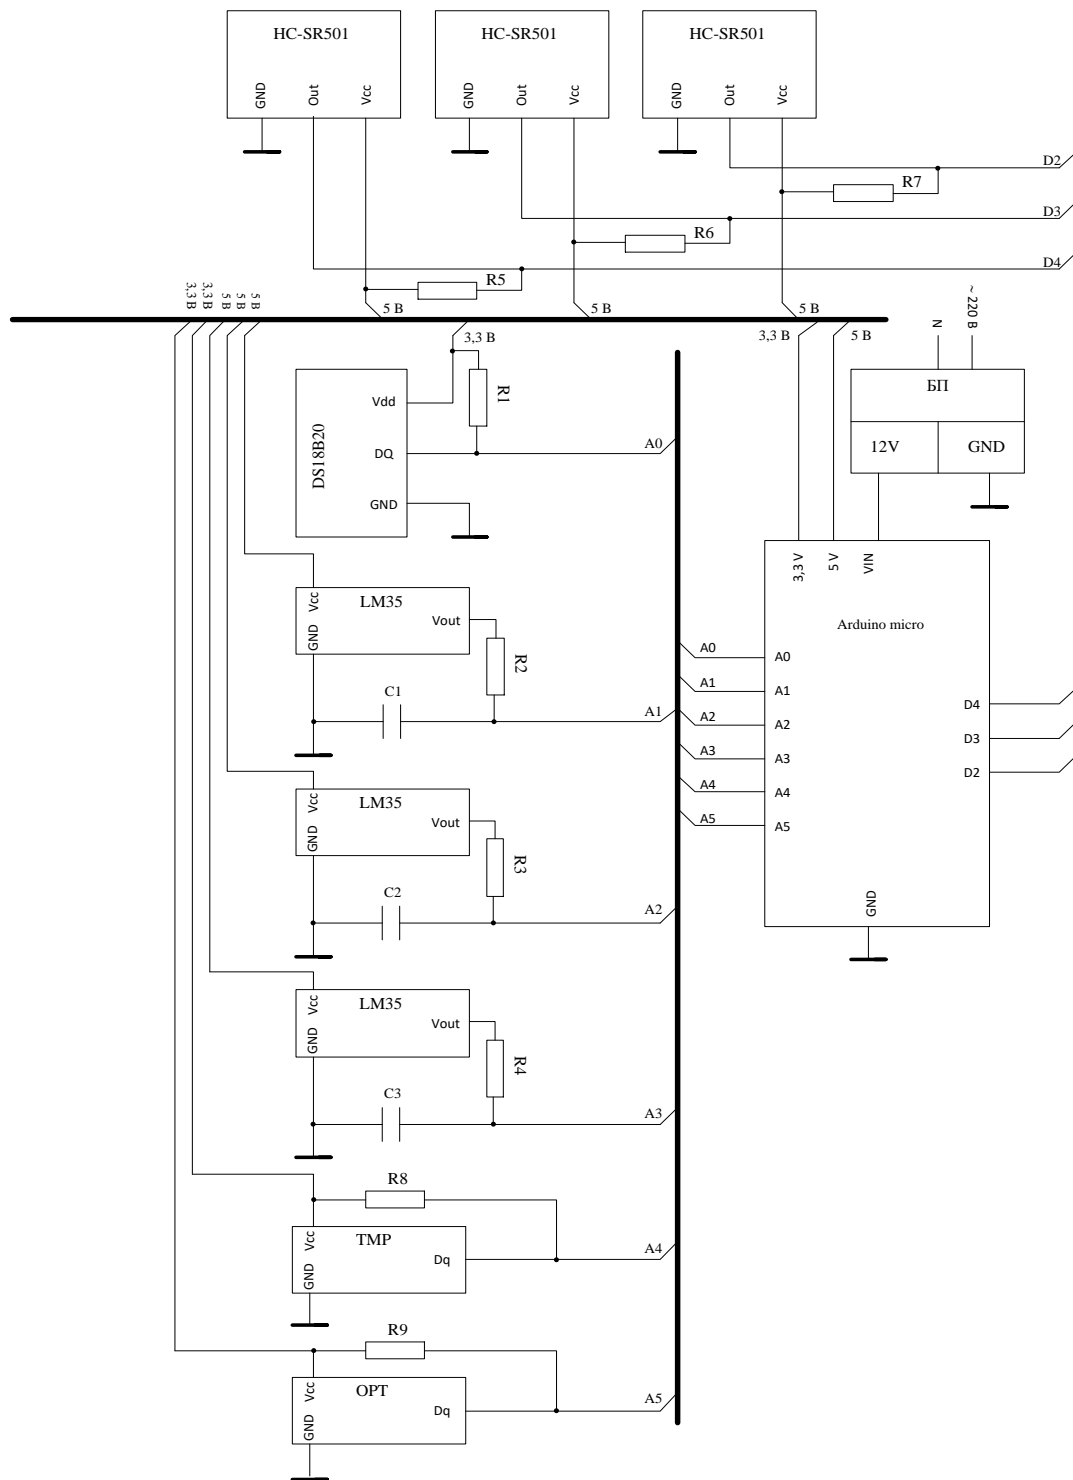 HC-SR501
HC-SR501
HC-SR501
GND
Out
Vcc
GND
Out
Vcc
GND
Out
Vcc
D2
R7
D3
R6
D4
R5
3,3 В
3,3 В
5 В
5 В
5 В
5 В
5 В
5 В
3,3 В
3,3 В
5 В
N
~ 220 В
БП
12V
GND
DS18B20
Vdd
DQ
GND
R1
A0
3,3 V
5 V
VIN
Arduino micro
Vcc
GND
LM35
Vout
R2
C1
A1
A0
A1
A2
A3
A4
A5
A0
A1
A2
A3
A4
A5
D4
D3
D2
GND
Vcc
GND
LM35
Vout
R3
C2
A2
Vcc
GND
LM35
Vout
R4
C3
A3
R8
Vcc
GND
TMP
Dq
A4
R9
Vcc
GND
OPT
Dq
A5